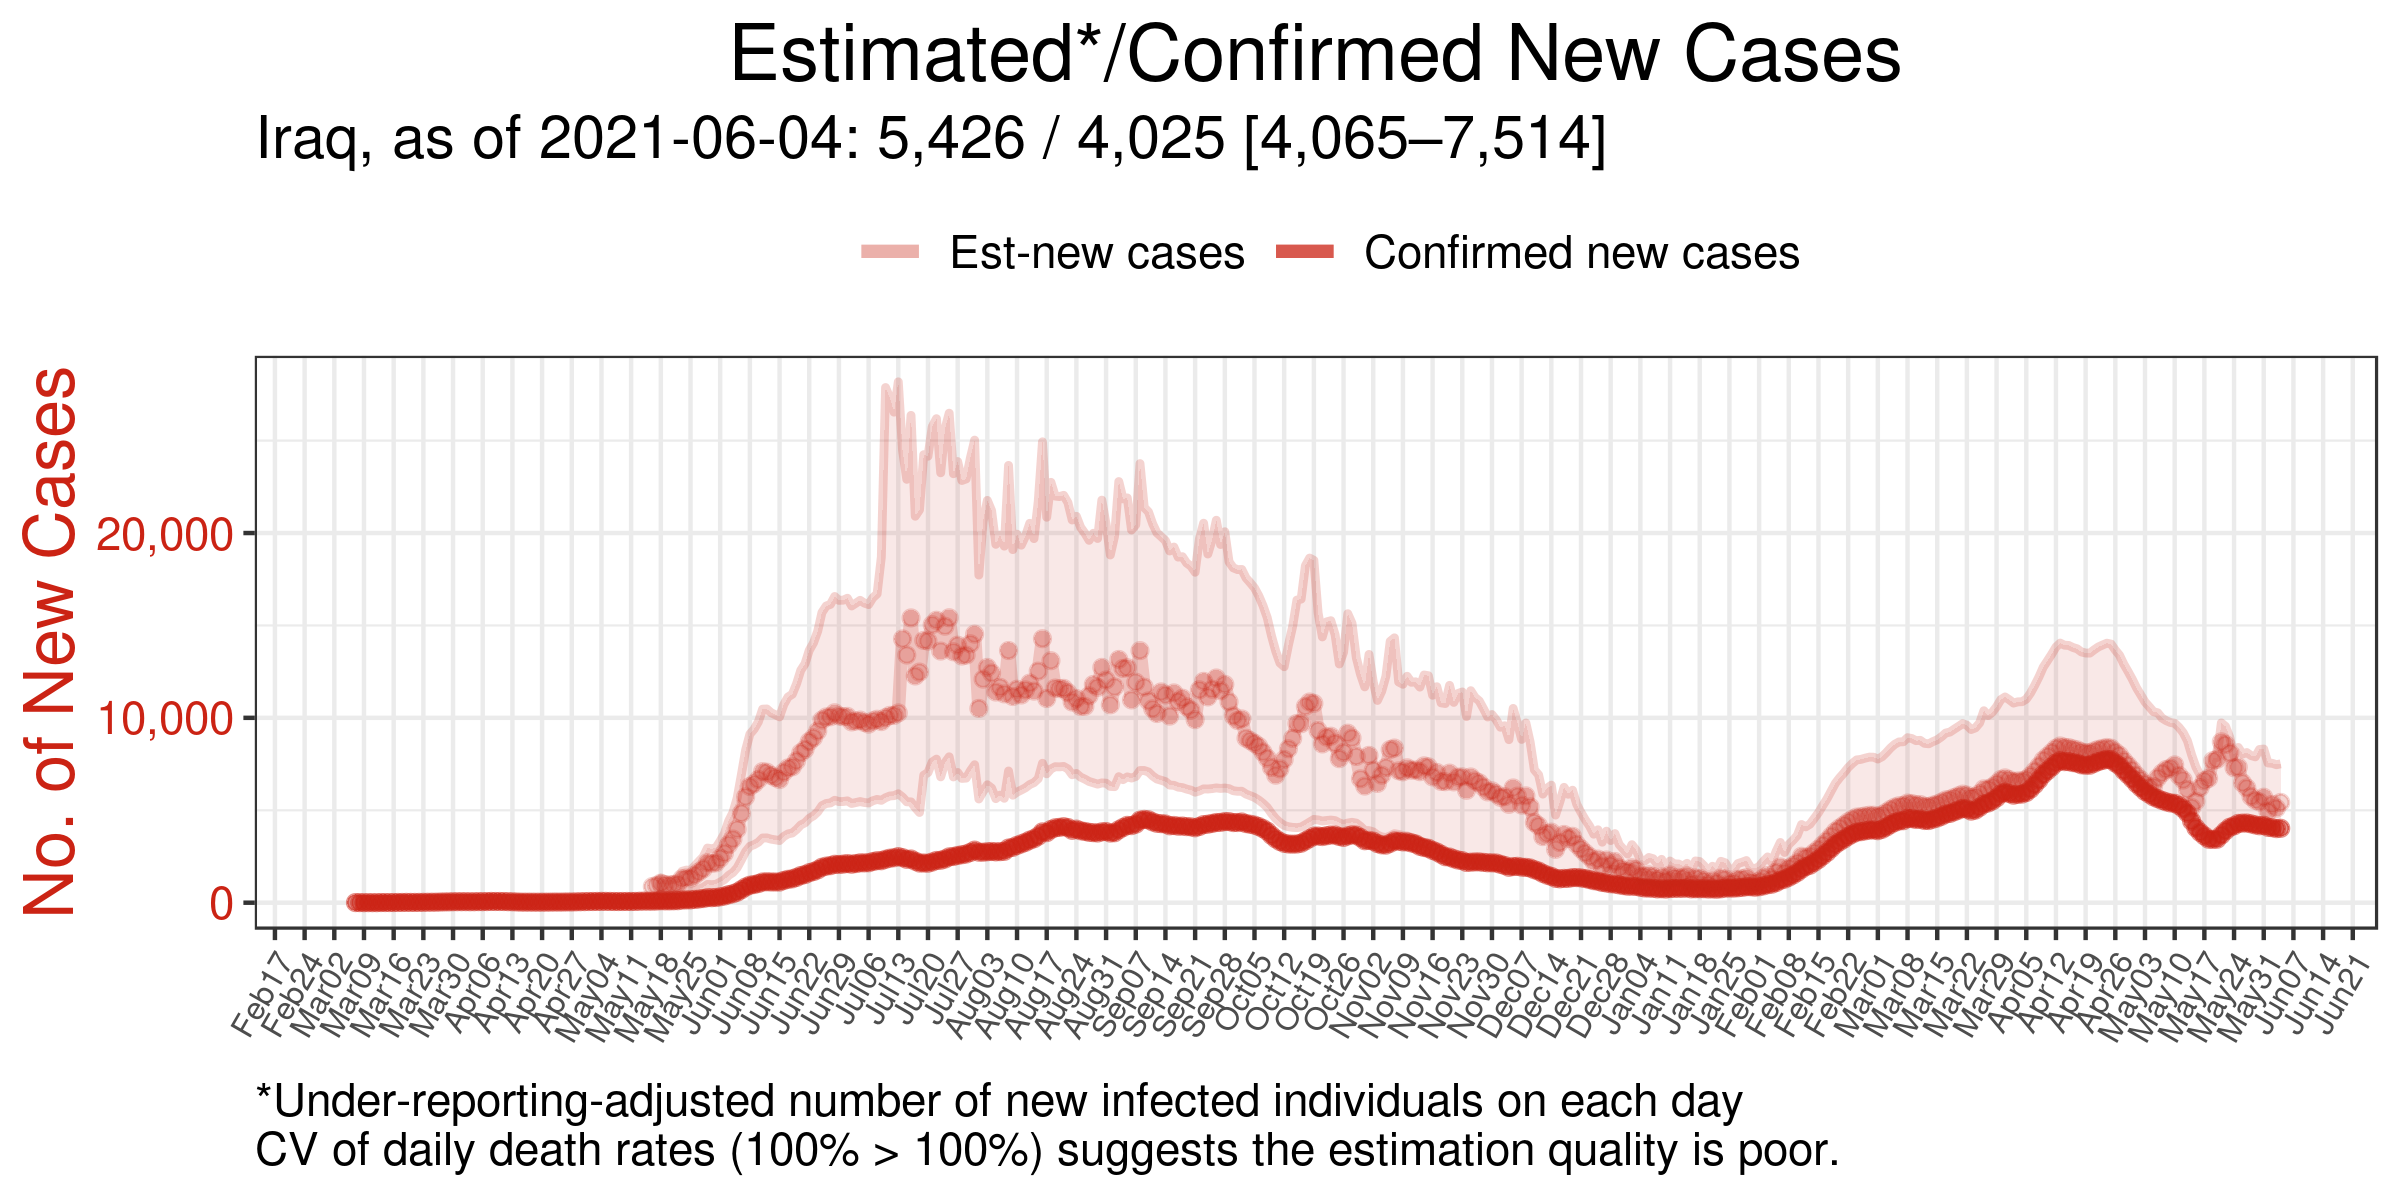 Estimated*/Confirmed New Cases
Iraq, as of 2021-06-04: 5,426 / 4,025 [4,065–7,514]
Est-new cases Confirmed new cases
No. of New Cases
20,000
10,000
0
Feb17 Feb24 Mar02 Mar09 Mar16 Mar23 Mar30 Apr06 Apr13 Apr20 Apr27 May04 May11 May18 May25 Jun01 Jun08 Jun15 Jun22 Jun29 Jul06 Jul13 Jul20 Jul27 Aug03 Aug10 Aug17 Aug24 Aug31 Sep07 Sep14 Sep21 Sep28 Oct05 Oct12 Oct19 Oct26 Nov02 Nov09 Nov16 Nov23 Nov30 Dec07 Dec14 Dec21 Dec28 Jan04 Jan11 Jan18 Jan25 Feb01 Feb08 Feb15 Feb22 Mar01 Mar08 Mar15 Mar22 Mar29 Apr05 Apr12 Apr19 Apr26 May03 May10 May17 May24 May31 Jun07 Jun14 Jun21
*Under-reporting-adjusted number of new infected individuals on each day
CV of daily death rates (100% > 100%) suggests the estimation quality is poor.